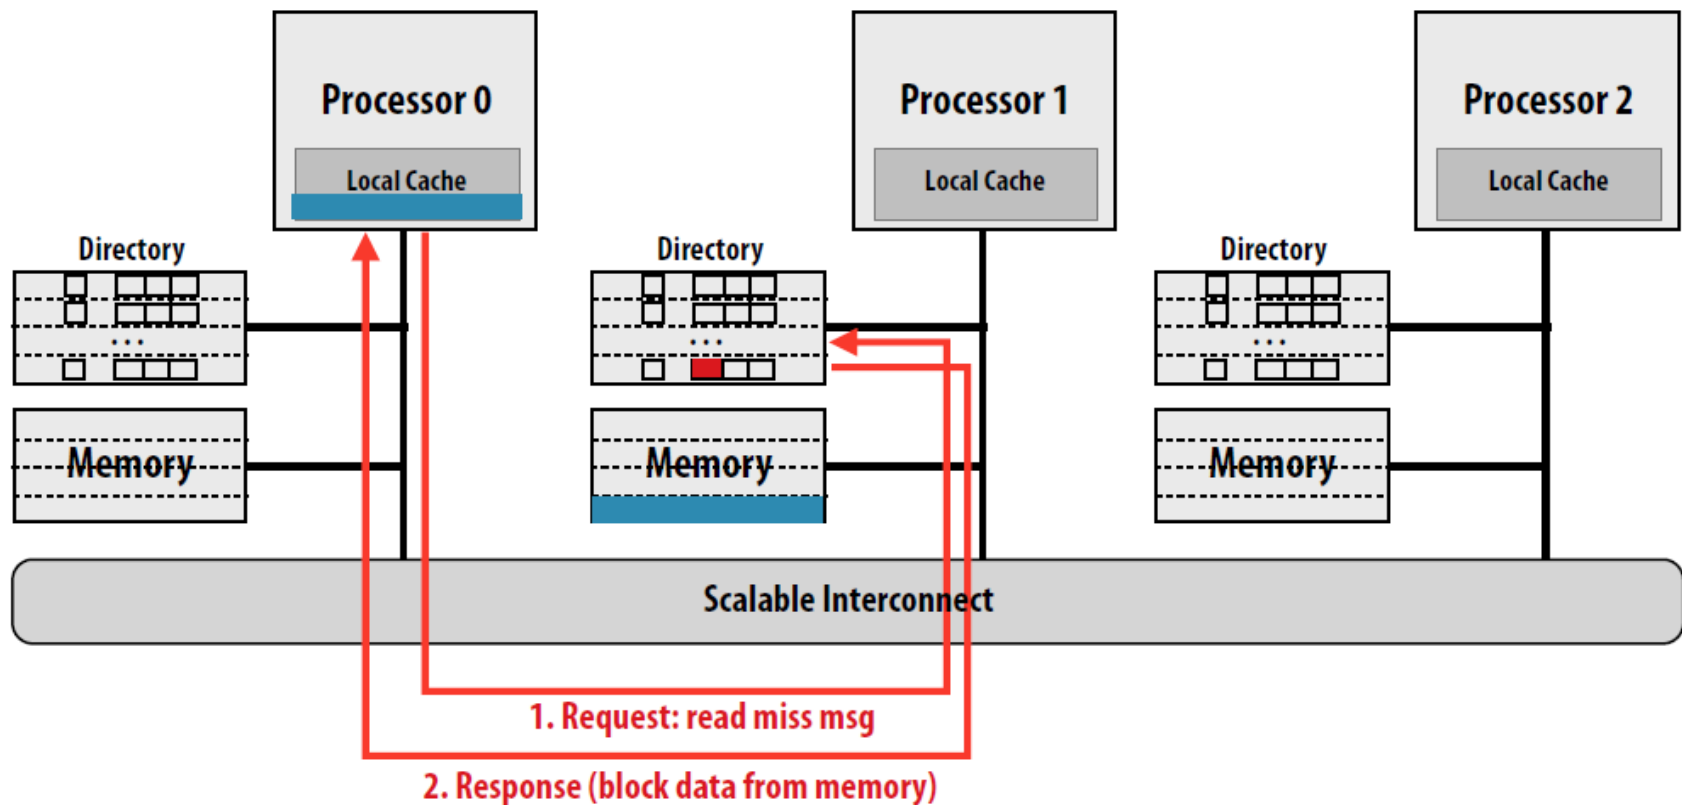 Processor 0
Processor 1
Processor 2
Local Cache
Local Cache
Local Cache
Directory
Directory
Directory
...
...
...
Memory
Memory
Memory
Scalable Interconnect
1. Request: read miss msg
2. Response (block data from memory)